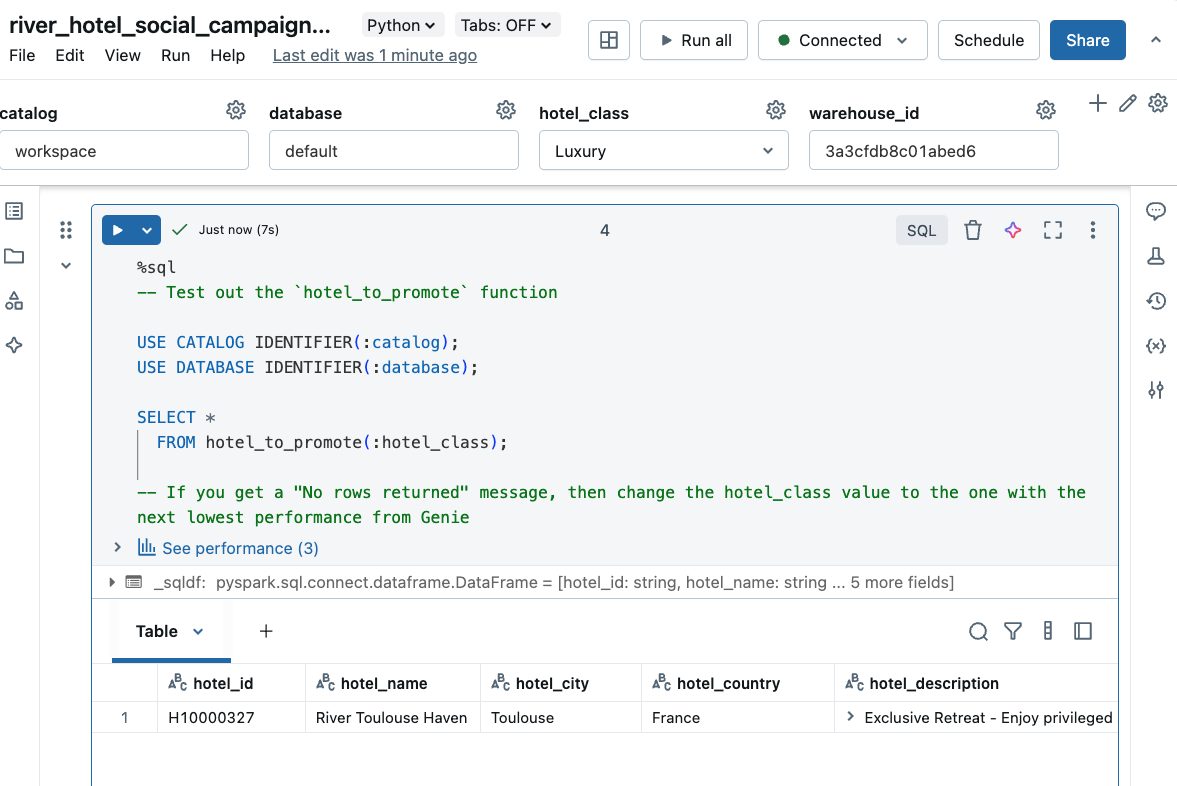 river_hotel_social_campaign... Python Tabs: OFF
Run all Connected Schedule Share
File Edit View Run Help Last edit was 1 minute ago
catalog database hotel_class warehouse_id
workspace default Luxury 3a3cfdb8c01abed6
Just now (7s) 4 SQL
%sql
-- Test out the `hotel_to_promote` function
USE CATALOG IDENTIFIER(:catalog);
USE DATABASE IDENTIFIER(:database);
SELECT *
FROM hotel_to_promote(:hotel_class);
-- If you get a "No rows returned" message, then change the hotel_class value to the one with the
next lowest performance from Genie
See performance (3)
_sqldf: pyspark.sql.connect.dataframe.DataFrame = [hotel_id: string, hotel_name: string ... 5 more fields]
Table
ABC hotel_id ABC hotel_name ABC hotel_city ABC hotel_country ABC hotel_description
1 H10000327 River Toulouse Haven Toulouse France Exclusive Retreat - Enjoy privileged